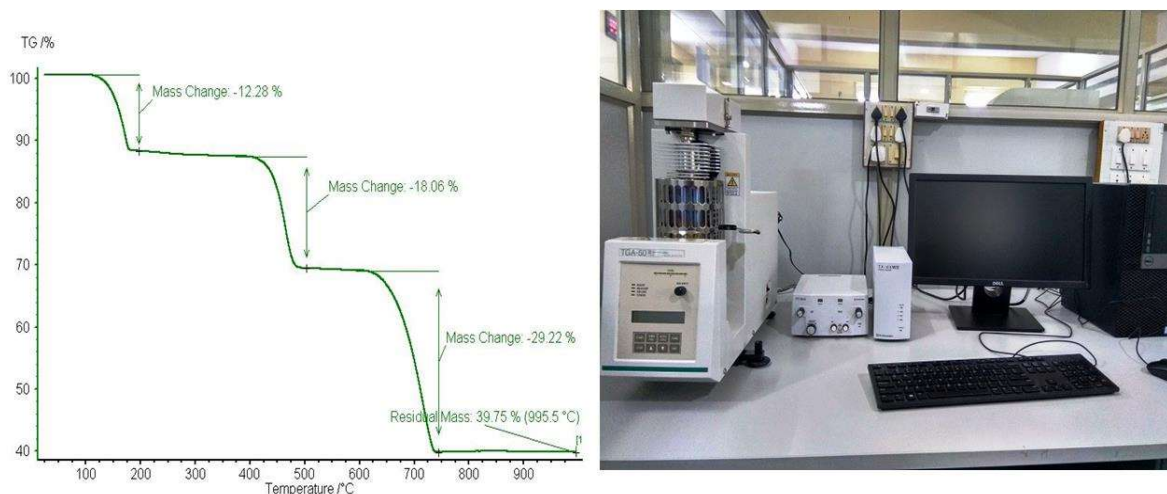 TG /%
100
Mass Change: -12.28 %
90
Mass Change: -18.06 %
80
70
60
Mass Change: -29.22 %
50
Residual Mass: 39.75 % (995.5 °C)
40
100 200 300 400 500 600 700 800 900
Temperature /°C
TGA-50
DELL